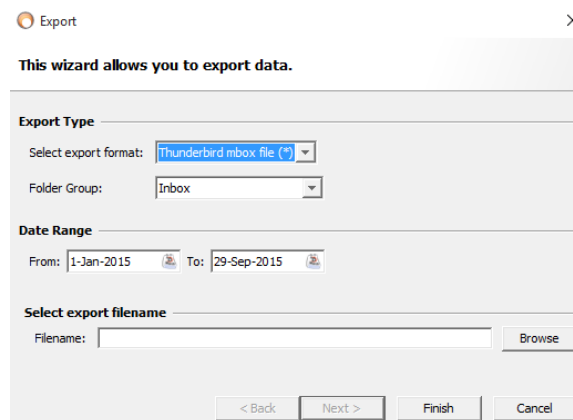 Export
This wizard allows you to export data.
Export Type
Select export format: Thunderbird mbox file (*)
Folder Group: Inbox
Date Range
From: 1-Jan-2015 To: 29-Sep-2015
Select export filename
Filename: Browse
< Back Next > Finish Cancel